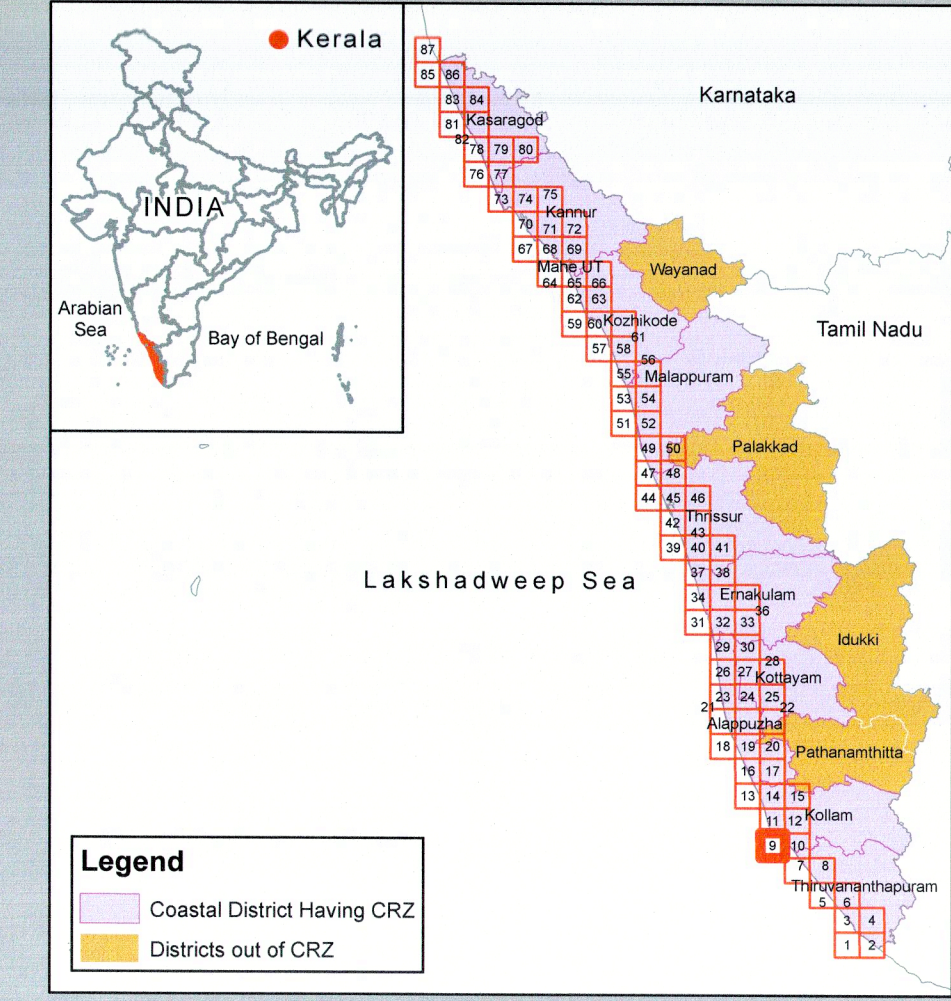 Kerala
INDIA
Arabian
Sea
Bay of Bengal
Karnataka
Tamil Nadu
Lakshadweep Sea
87
85 86
83 84
81 Kasaragod
82
78 79 80
76 77
73 74 75
Kannur
70 71 72
67 68 69
Mahe UT
64 65 66
62 63
Wayanad
59 60 Kozhikode
61
57 58
56
55 Malappuram
53 54
51 52
49 50 Palakkad
47 48
44 45 46
42 Thrissur
43
39 40 41
37 38
34 Ernakulam
36
31 32 33
Idukki
29 30
28
26 27 Kottayam
23 24 25
21 22
Alappuzha
18 19 20 Pathanamthitta
16 17
13 14 15
11 12 Kollam
9 10
7 8
Thiruvananthapuram
5 6
3 4
1 2
Legend
Coastal District Having CRZ
Districts out of CRZ